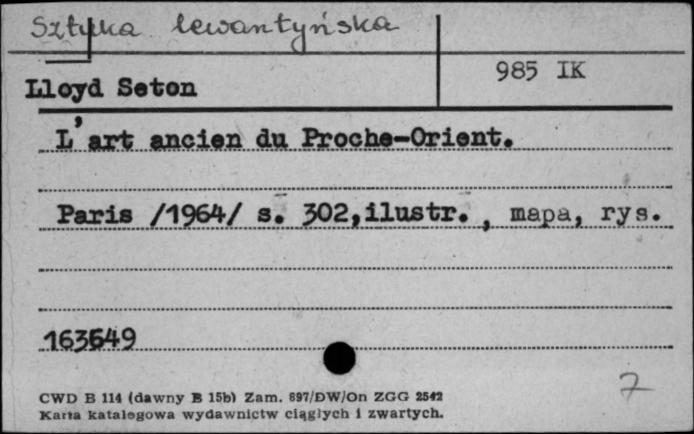 Sztuka lewantyńska
985 IK
Lloyd Seton
L'art ancien du Proche-Orient.
Paris /1964/ s. 302,ilustr. , mapa, rys.
163649
7
CWD B 114 (dawny B 15b) Zam. 697/DW/On ZGG 2542
Karta katalogowa wydawnictw ciągłych i zwartych.